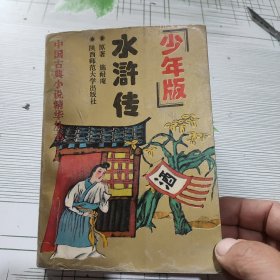 少年版
水浒传
原著 施耐庵
陕西师范大学出版社
中国古典小说精华
酒